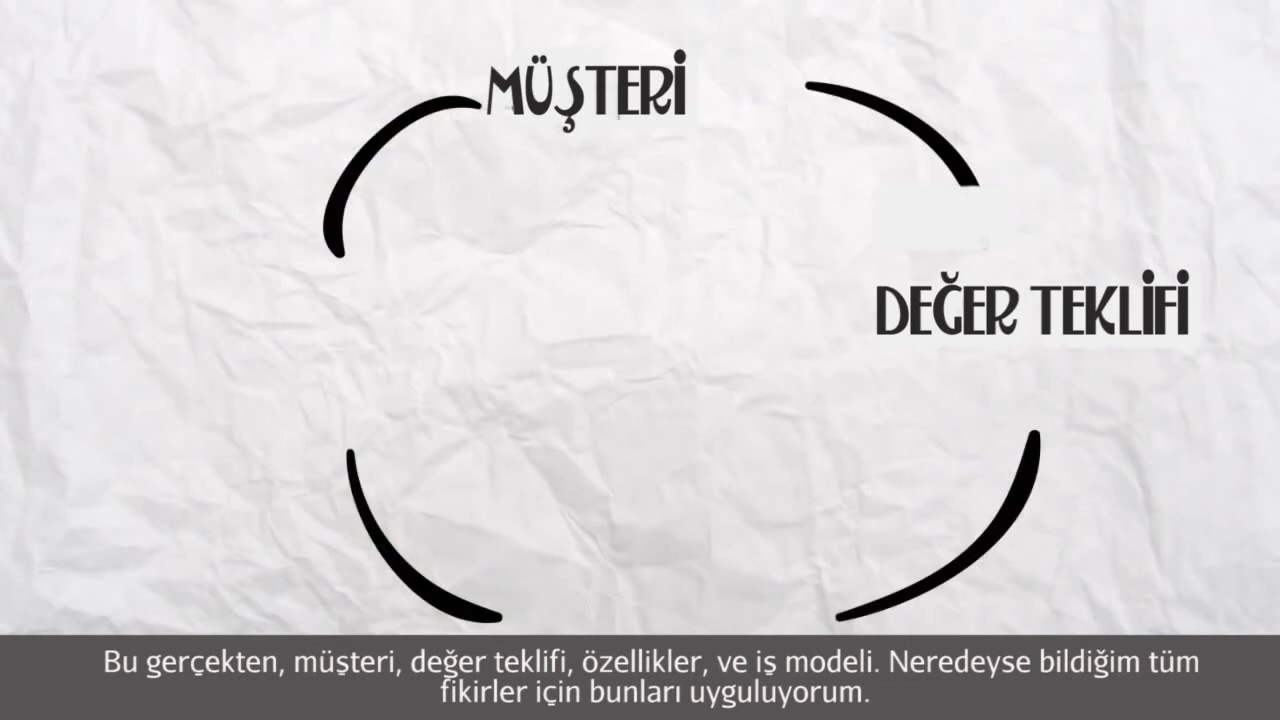 MÜŞTERİ
DEĞER TEKLİFİ
Bu gerçekten, müşteri, değer teklifi, özellikler, ve iş modeli. Neredeyse bildiğim tüm
fikirler için bunları uyguluyorum.